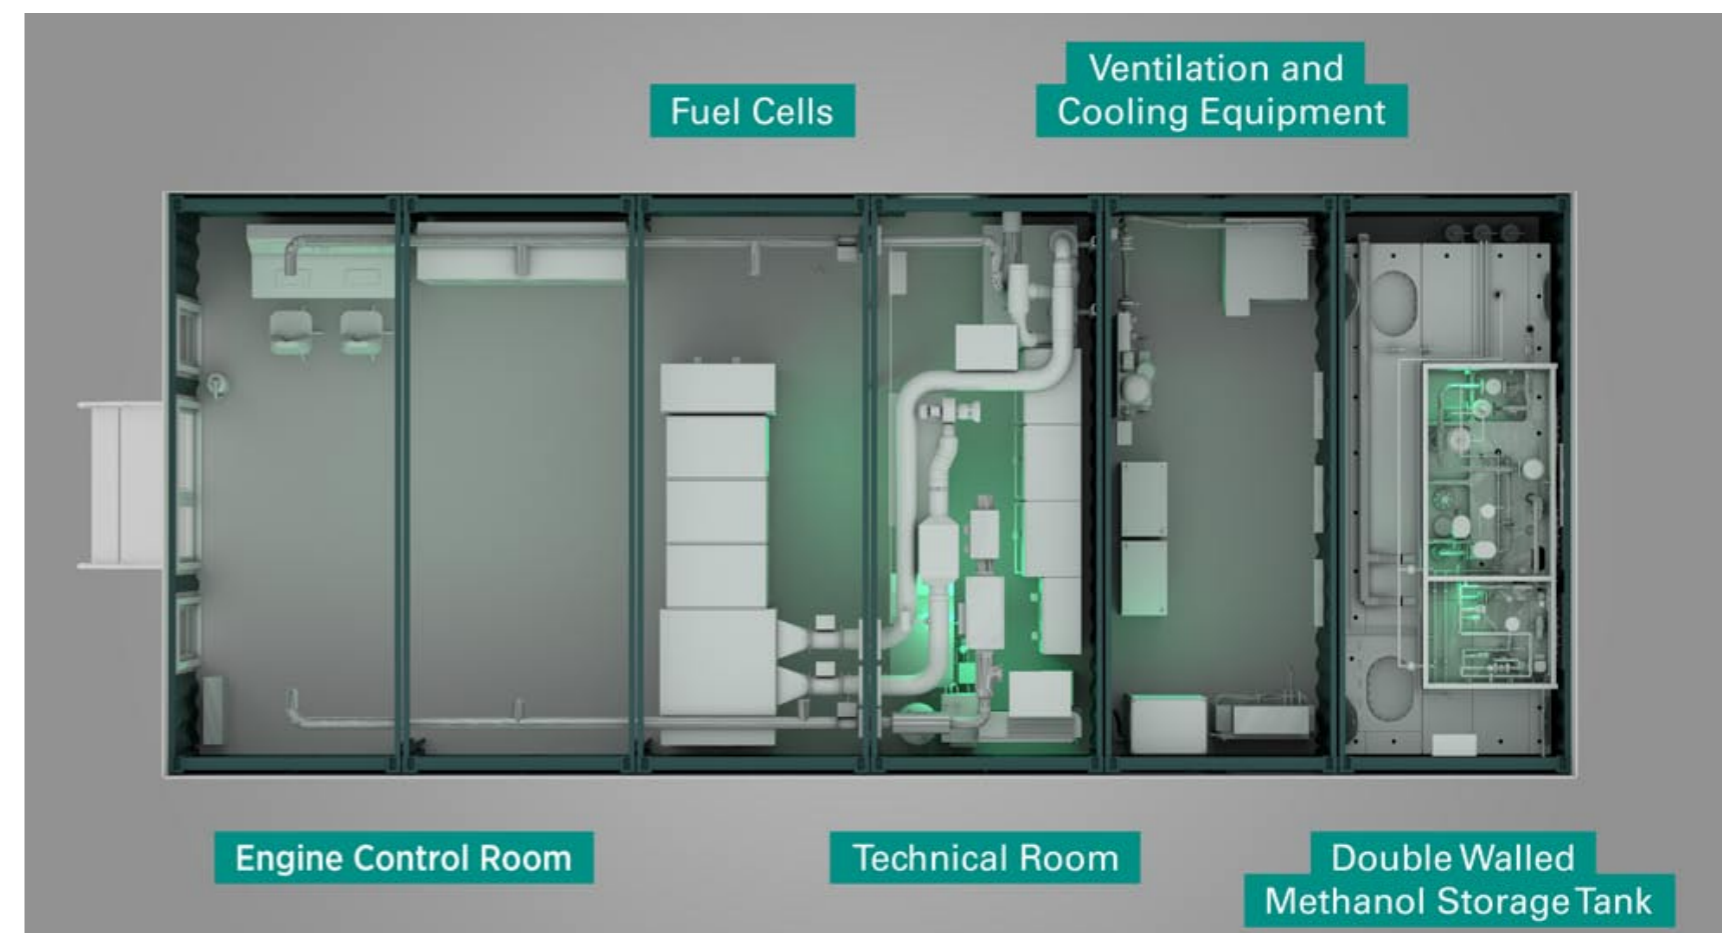 Ventilation and
Cooling Equipment
Fuel Cells
Engine Control Room
Technical Room
Double Walled
Methanol Storage Tank